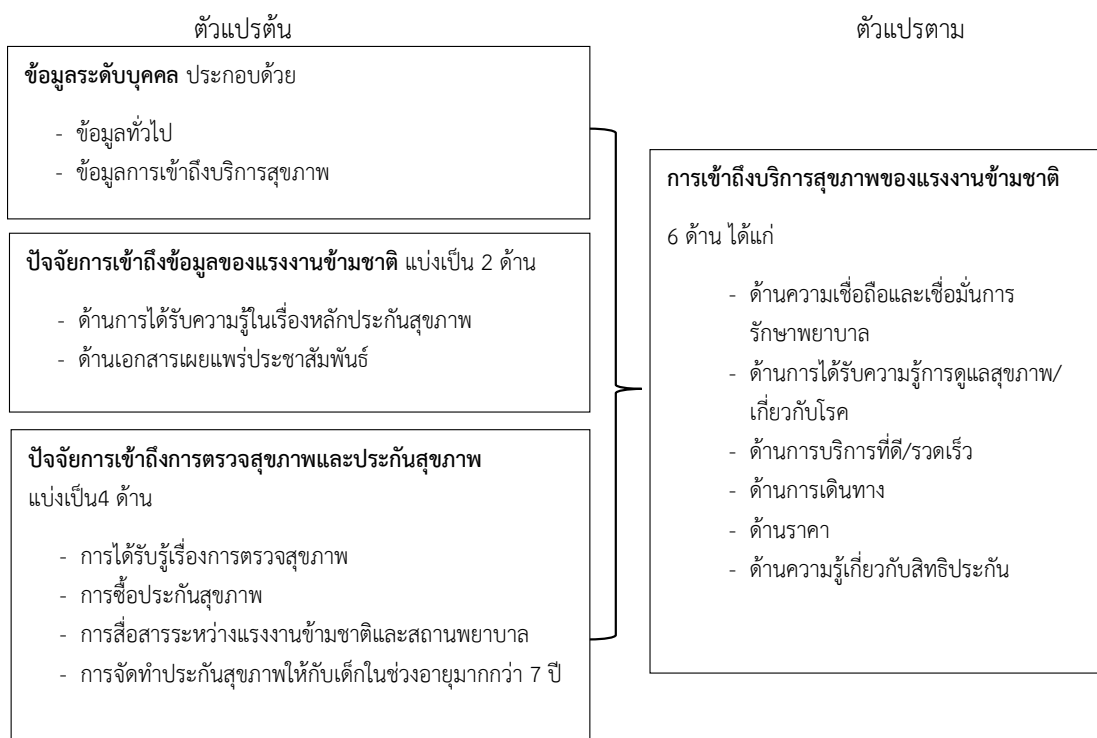 ตัวแปรต้น
ตัวแปรตาม
ข้อมูลระดับบุคคล ประกอบด้วย
- ข้อมูลทั่วไป
- ข้อมูลการเข้าถึงบริการสุขภาพ
ปัจจัยการเข้าถึงข้อมูลของแรงงานข้ามชาติ แบ่งเป็น 2 ด้าน
- ด้านการได้รับความรู้ในเรื่องหลักประกันสุขภาพ
- ด้านเอกสารเผยแพร่ประชาสัมพันธ์
ปัจจัยการเข้าถึงการตรวจสุขภาพและประกันสุขภาพ
แบ่งเป็น4 ด้าน
- การได้รับรู้เรื่องการตรวจสุขภาพ
- การซื้อประกันสุขภาพ
- การสื่อสารระหว่างแรงงานข้ามชาติและสถานพยาบาล
- การจัดทำประกันสุขภาพให้กับเด็กในช่วงอายุมากกว่า 7 ปี
การเข้าถึงบริการสุขภาพของแรงงานข้ามชาติ
6 ด้าน ได้แก่
- ด้านความเชื่อถือและเชื่อมั่นการ
รักษาพยาบาล
- ด้านการได้รับความรู้การดูแลสุขภาพ/
เกี่ยวกับโรค
- ด้านการบริการที่ดี/รวดเร็ว
- ด้านการเดินทาง
- ด้านราคา
- ด้านความรู้เกี่ยวกับสิทธิประกัน